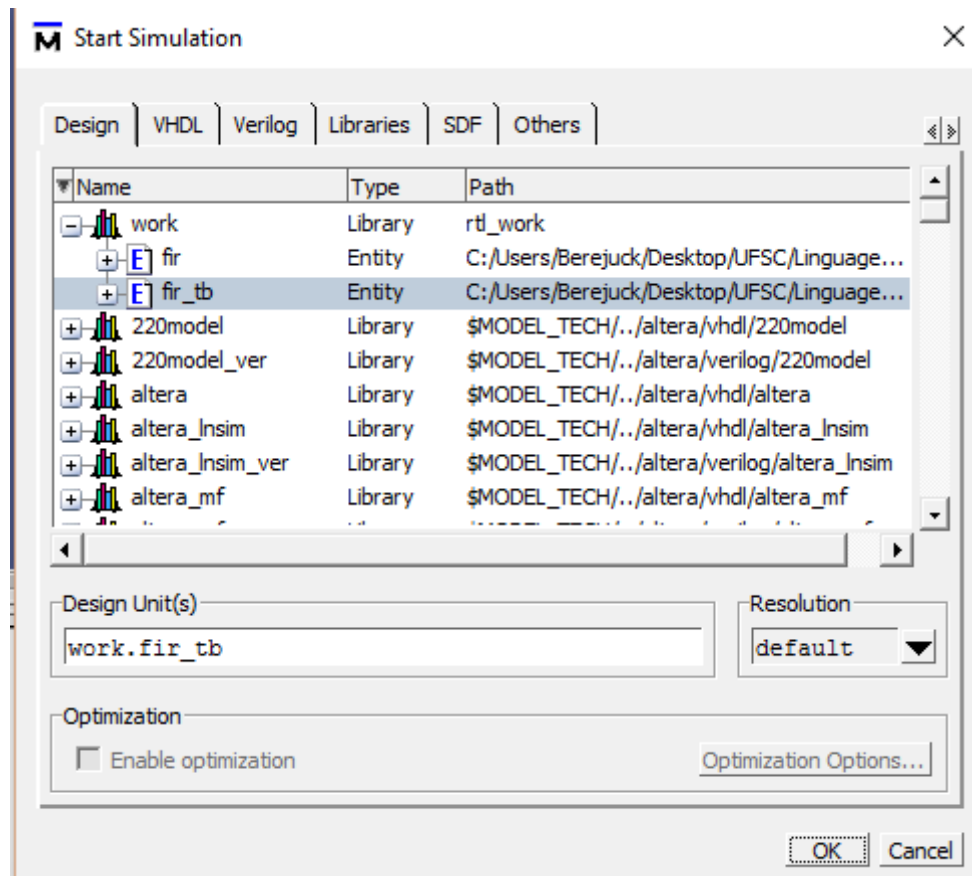 M Start Simulation
Design VHDL Verilog Libraries SDF Others
Name Type Path
work Library rtl_work
fir Entity C:/Users/Berejuck/Desktop/UFSC/Linguage...
fir_tb Entity C:/Users/Berejuck/Desktop/UFSC/Linguage...
220model Library $MODEL_TECH/../altera/vhdl/220model
220model_ver Library $MODEL_TECH/../altera/verilog/220model
altera Library $MODEL_TECH/../altera/vhdl/altera
altera_lnsim Library $MODEL_TECH/../altera/vhdl/altera_lnsim
altera_lnsim_ver Library $MODEL_TECH/../altera/verilog/altera_lnsim
altera_mf Library $MODEL_TECH/../altera/vhdl/altera_mf
Design Unit(s) Resolution
work.fir_tb default
Optimization
Enable optimization Optimization Options...
OK Cancel